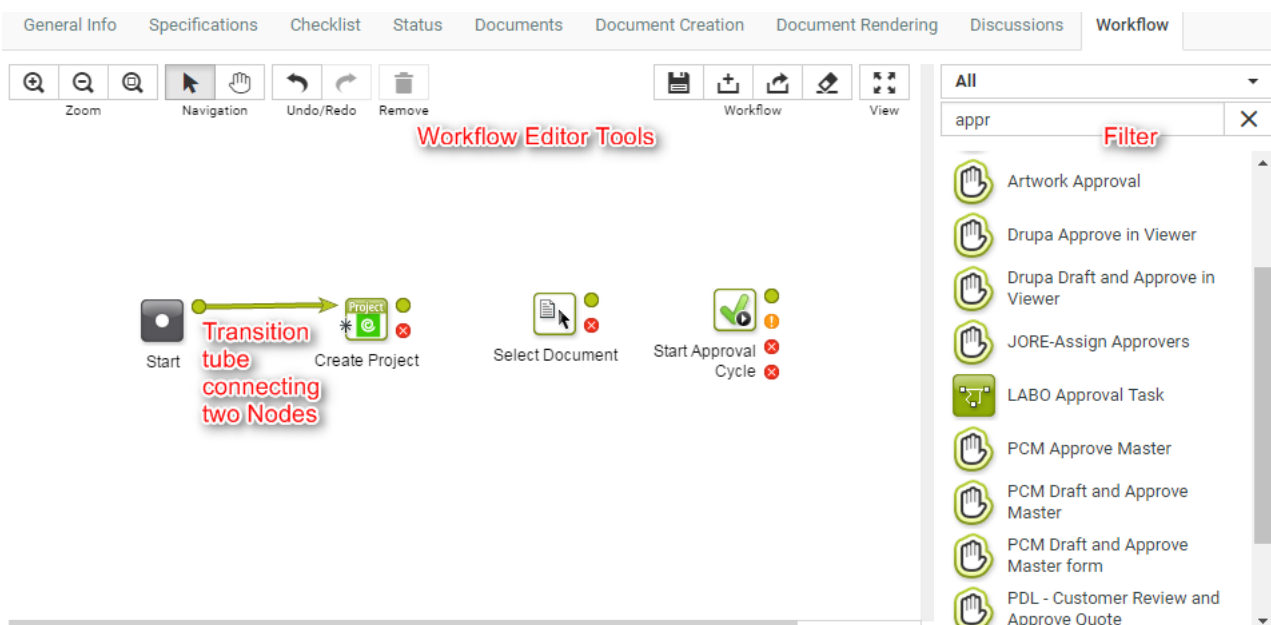 General Info Specifications Checklist Status Documents Document Creation Document Rendering Discussions Workflow
Zoom Navigation Undo/Redo Remove Workflow View
All
appr
Workflow Editor Tools
Filter
Artwork Approval
Drupa Approve in Viewer
Drupa Draft and Approve in
Viewer
JORE-Assign Approvers
LABO Approval Task
PCM Approve Master
PCM Draft and Approve
Master
PCM Draft and Approve
Master form
PDL - Customer Review and
Approve Quote
Project
Start
Transition
tube
connecting
two Nodes
Create Project
Select Document
Start Approval
Cycle